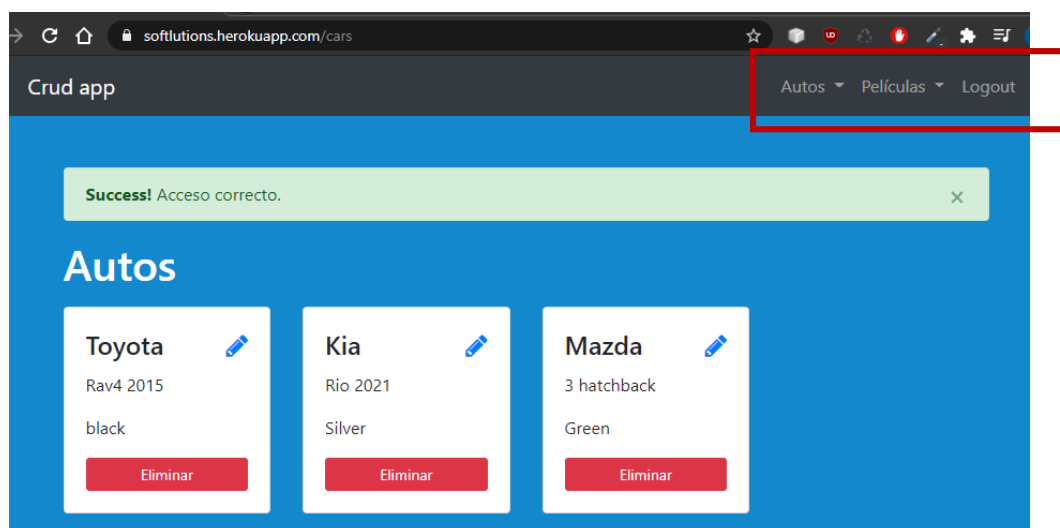 softlutions.herokuapp.com/cars
Crud app
Autos Películas Logout
Success! Acceso correcto.
×
Autos
Toyota Kia Mazda
Rav4 2015 Rio 2021 3 hatchback
black Silver Green
Eliminar Eliminar Eliminar